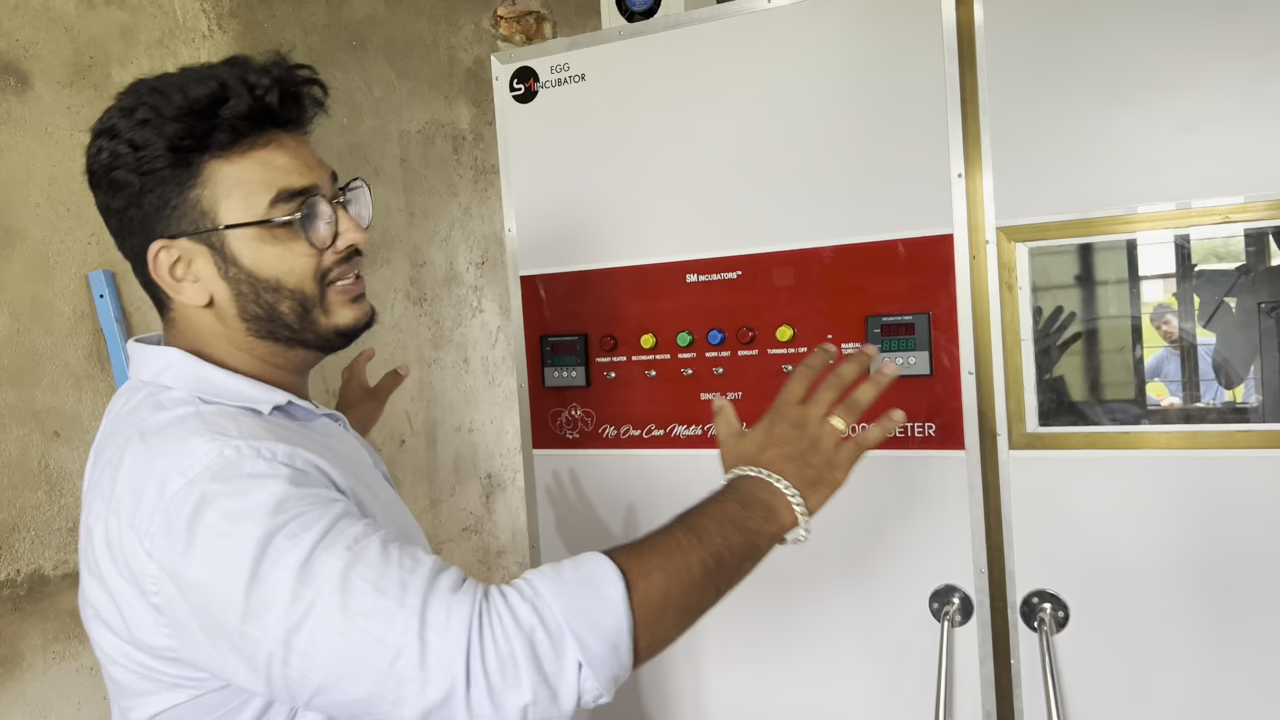 EGG
SM INCUBATOR
SM INCUBATORS™
INCUBATOR TIMER
PRIMARY HEATER
SECONDARY HEATER
HUMIDITY
WORK LIGHT
EXHAUST
TURNING ON / OFF
MANUAL
SINCE - 2017
No One Can Match
SETER